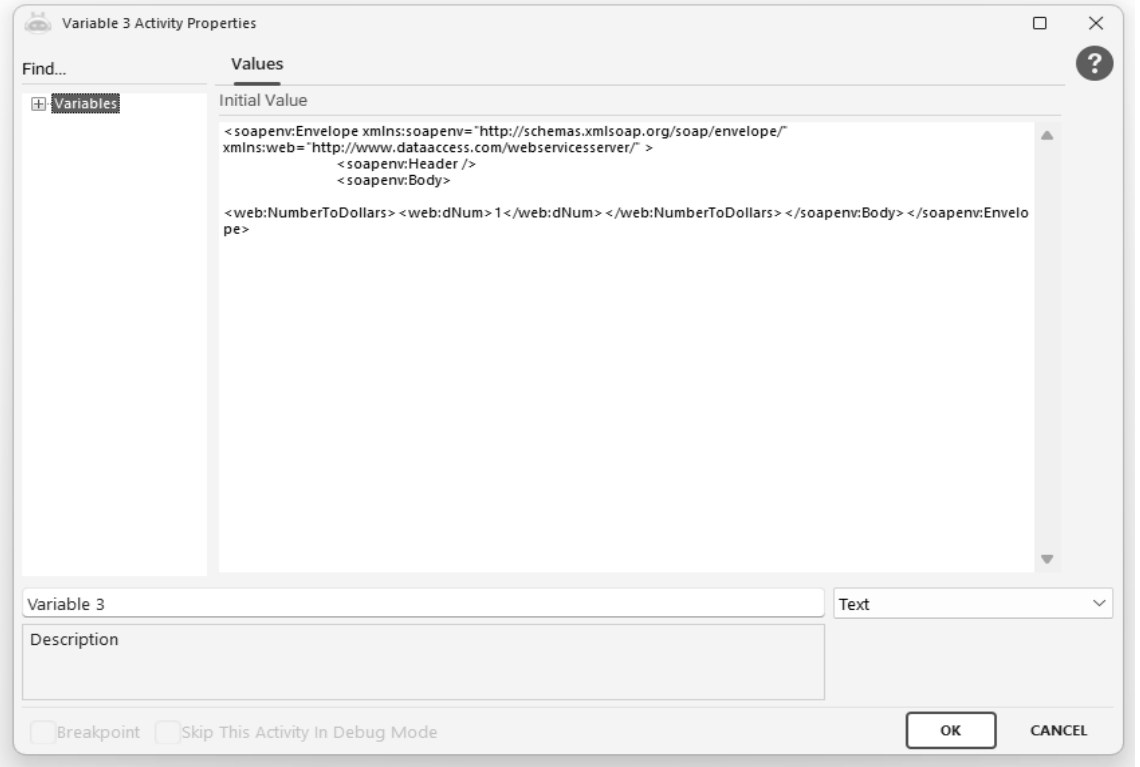 Variable 3 Activity Properties
Find...
Values
?
Variables
Initial Value
<soapenv:Envelope xmlns:soapenv="http://schemas.xmlsoap.org/soap/envelope/"
xmlns:web="http://www.dataaccess.com/webservicesserver/" >
<soapenv:Header />
<soapenv:Body>
<web:NumberToDollars><web:dNum>1</web:dNum></web:NumberToDollars></soapenv:Body></soapenv:Envelo
pe>
Variable 3
Text
Description
Breakpoint
Skip This Activity In Debug Mode
OK
CANCEL